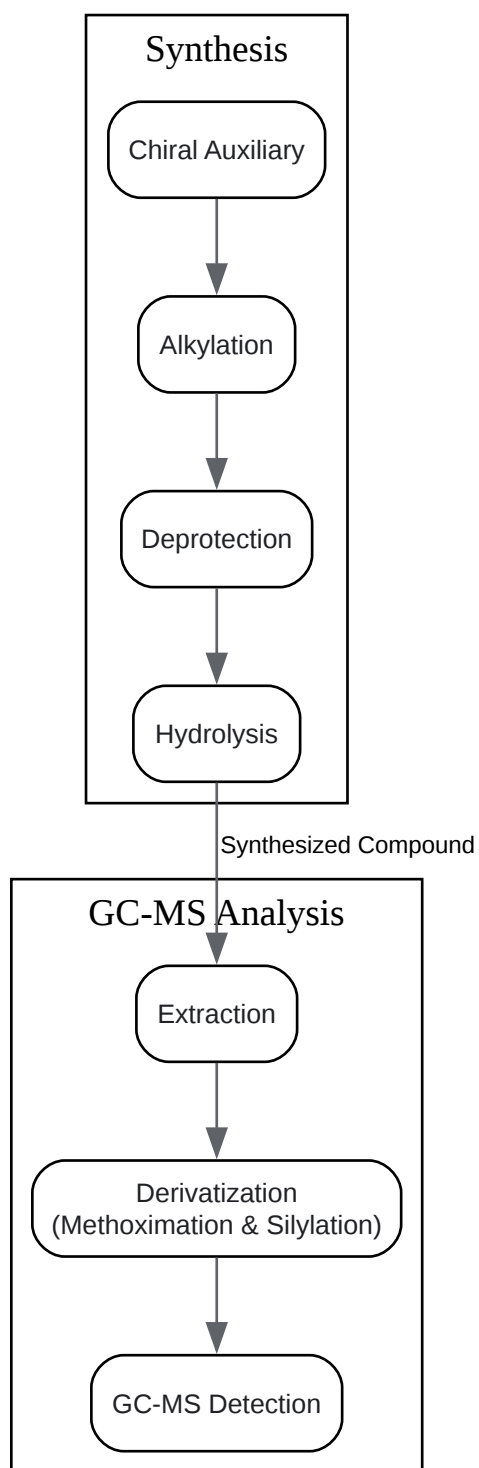 Synthesis
Chiral Auxiliary
Alkylation
Deprotection
Hydrolysis
Synthesized Compound
GC-MS Analysis
Extraction
Derivatization
(Methoximation & Silylation)
GC-MS Detection